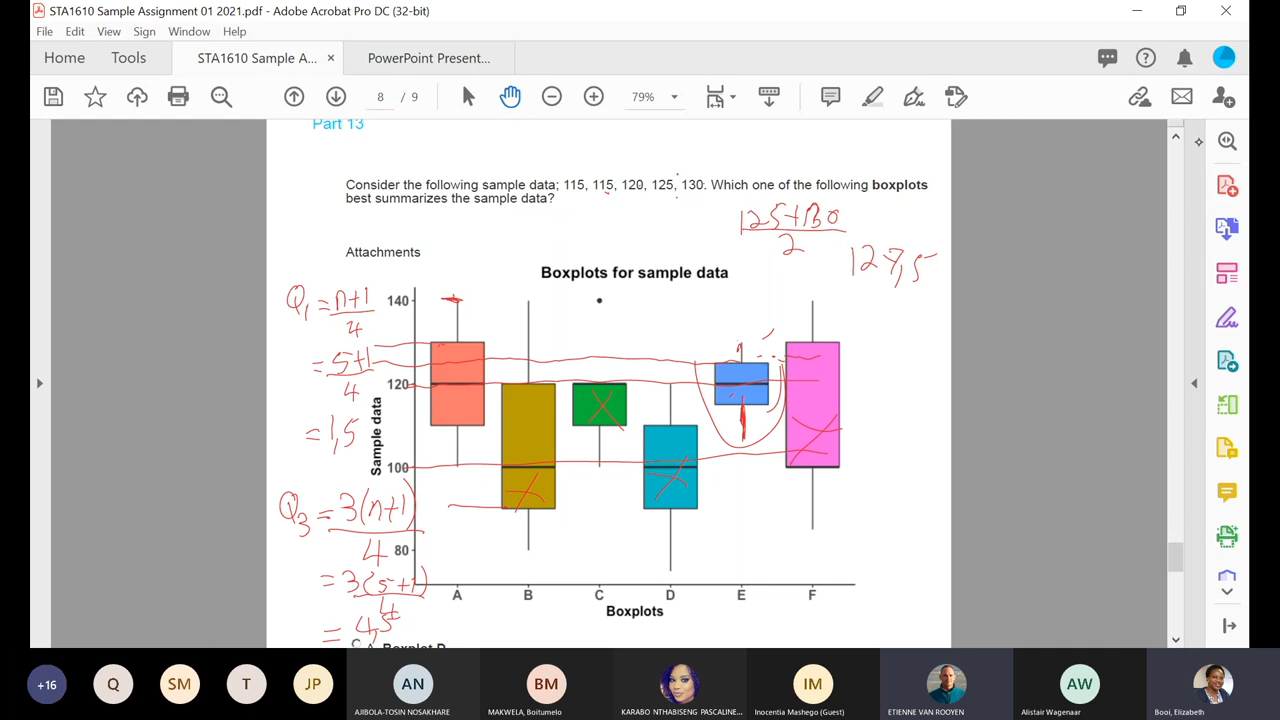 STA1610 Sample Assignment 01 2021.pdf - Adobe Acrobat Pro DC (32-bit)
File Edit View Sign Window Help
Home Tools STA1610 Sample A... × PowerPoint Present...
8 / 9 79%
Part 13
Consider the following sample data; 115, 115, 120, 125, 130. Which one of the following boxplots
best summarizes the sample data?
125+130
2
127,5
Attachments
Boxplots for sample data
Q1 = n+1
4
= 5+1
4
= 1,5
Q3 = 3(n+1)
4
= 3(5+1)
4
= 4,5
140
120
100
80
Sample data
A B C D E F
Boxplots
A. Boxplot D
+16 Q SM T JP AN BM IM AW
AJIBOLA-TOSIN NOSAKHARE MAKWELA, Boitumelo KARABO NTHABISENG PASCALINE... Inocentia Mashego (Guest) ETIENNE VAN ROOYEN Alistair Wagenaar Booi, Elizabeth